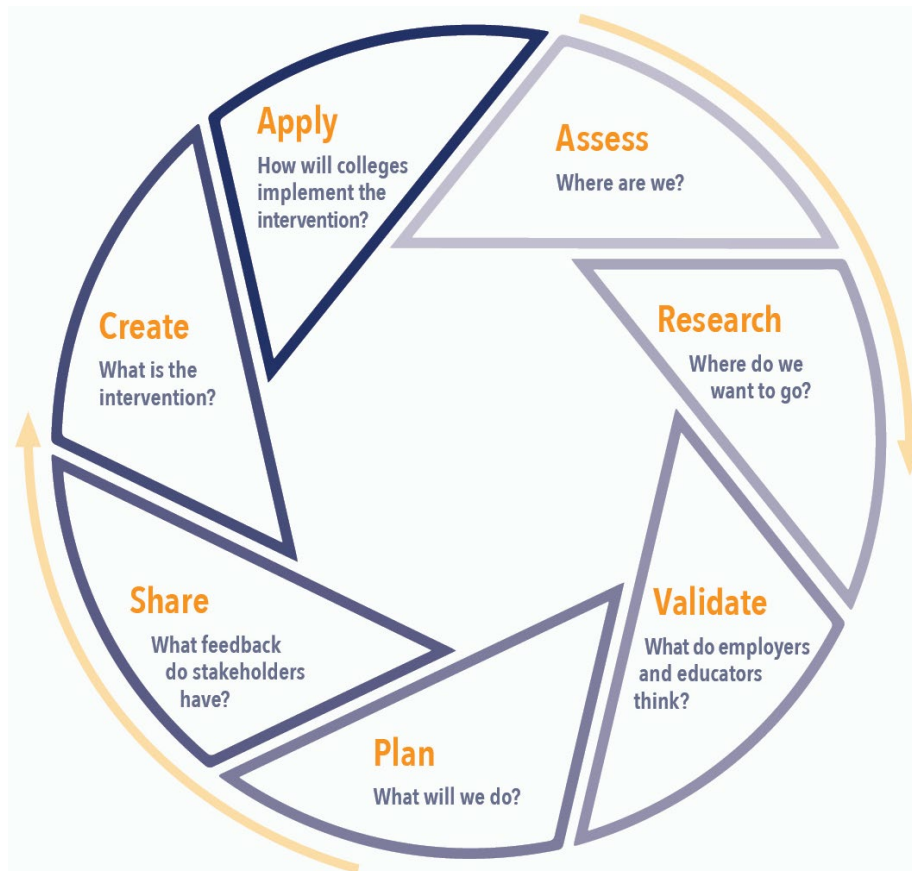 Assess
Where are we?
Research
Where do we
want to go?
Validate
What do employers
and educators
think?
Plan
What will we do?
Share
What feedback
do stakeholders
have?
Create
What is the
intervention?
Apply
How will colleges
implement the
intervention?